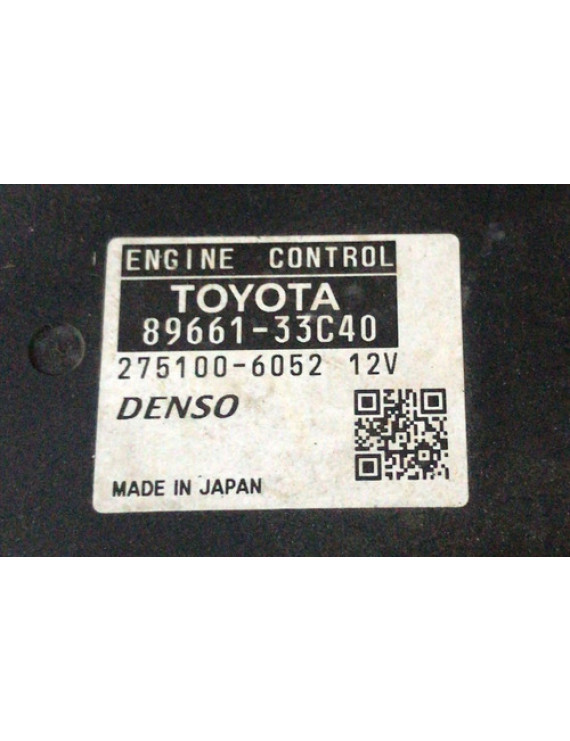 ENGINE CONTROL
TOYOTA
89661-33C40
275100-6052 12V
DENSO
MADE IN JAPAN